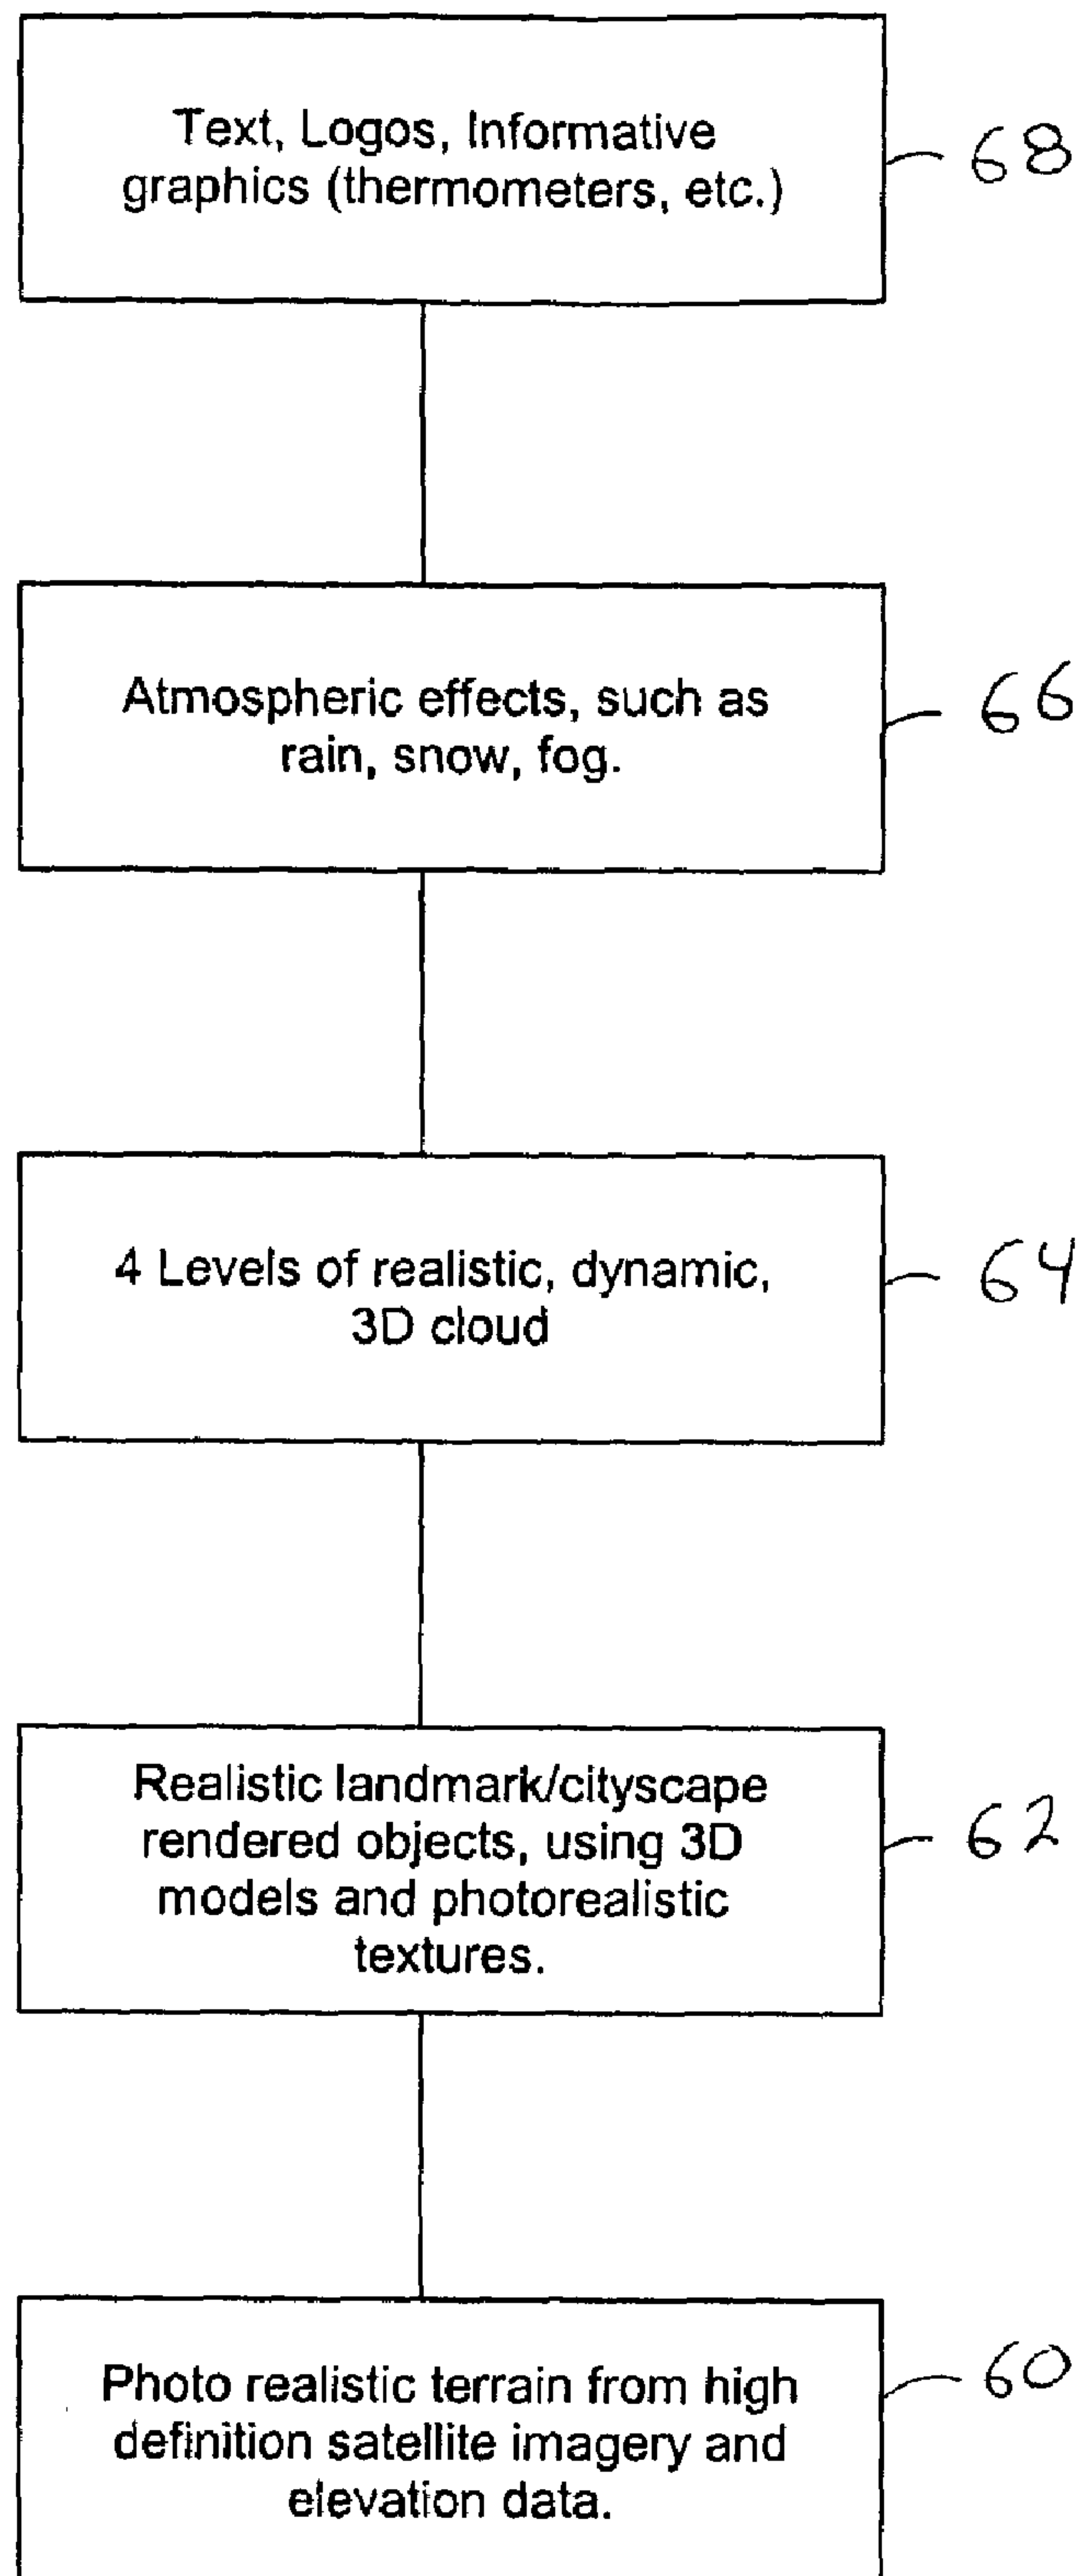 Text, Logos, Informative
graphics (thermometers, etc.)
68
Atmospheric effects, such as
rain, snow, fog.
66
4 Levels of realistic, dynamic,
3D cloud
64
Realistic landmark/cityscape
rendered objects, using 3D
models and photorealistic
textures.
62
Photo realistic terrain from high
definition satellite imagery and
elevation data.
60